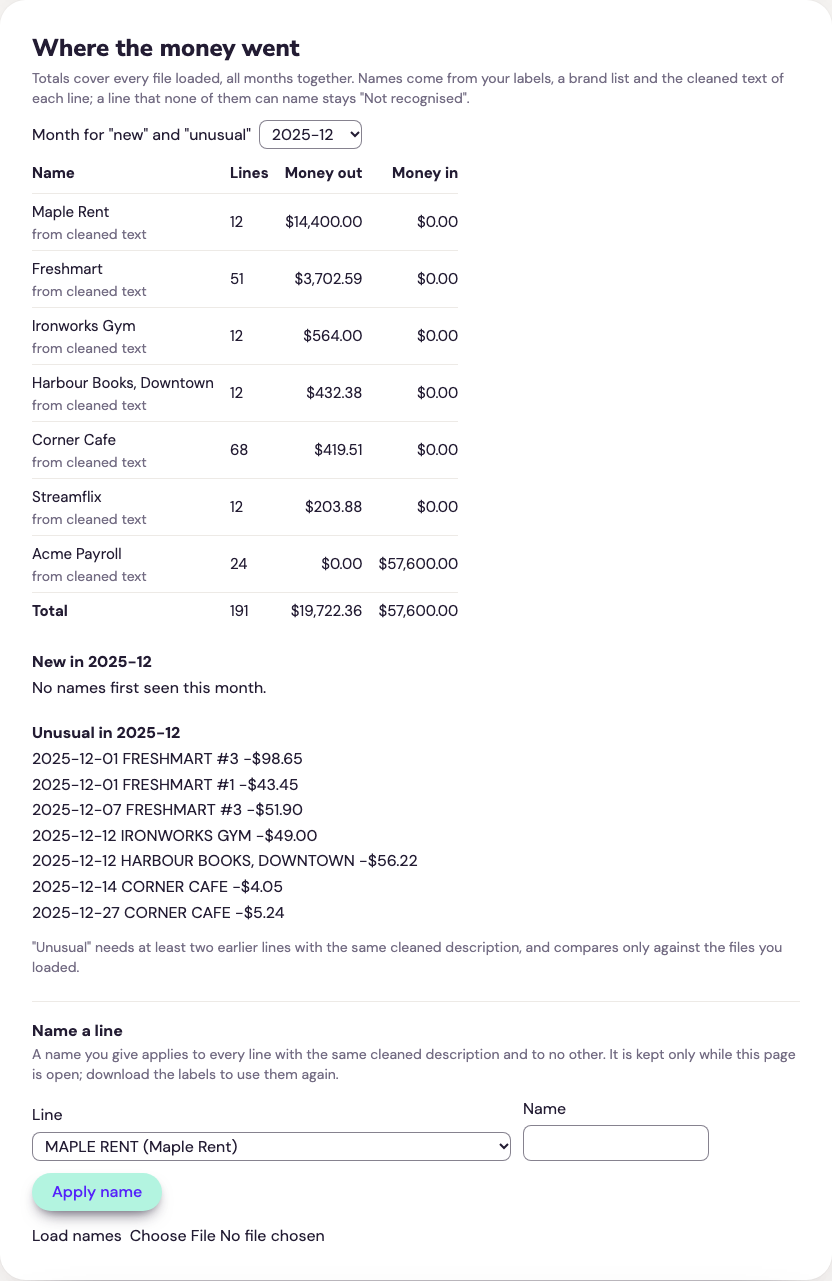 Where the money went
Totals cover every file loaded, all months together. Names come from your labels, a brand list and the cleaned text of
each line; a line that none of them can name stays "Not recognised".
Month for "new" and "unusual" 2025-12
Name Lines Money out Money in
Maple Rent
from cleaned text
12 $14,400.00 $0.00
Freshmart
from cleaned text
51 $3,702.59 $0.00
Ironworks Gym
from cleaned text
12 $564.00 $0.00
Harbour Books, Downtown
from cleaned text
12 $432.38 $0.00
Corner Cafe
from cleaned text
68 $419.51 $0.00
Streamflix
from cleaned text
12 $203.88 $0.00
Acme Payroll
from cleaned text
24 $0.00 $57,600.00
Total 191 $19,722.36 $57,600.00
New in 2025-12
No names first seen this month.
Unusual in 2025-12
2025-12-01 FRESHMART #3 -$98.65
2025-12-01 FRESHMART #1 -$43.45
2025-12-07 FRESHMART #3 -$51.90
2025-12-12 IRONWORKS GYM -$49.00
2025-12-12 HARBOUR BOOKS, DOWNTOWN -$56.22
2025-12-14 CORNER CAFE -$4.05
2025-12-27 CORNER CAFE -$5.24
"Unusual" needs at least two earlier lines with the same cleaned description, and compares only against the files you
loaded.
Name a line
A name you give applies to every line with the same cleaned description and to no other. It is kept only while this page
is open; download the labels to use them again.
Line
MAPLE RENT (Maple Rent)
Name
Apply name
Load names Choose File No file chosen